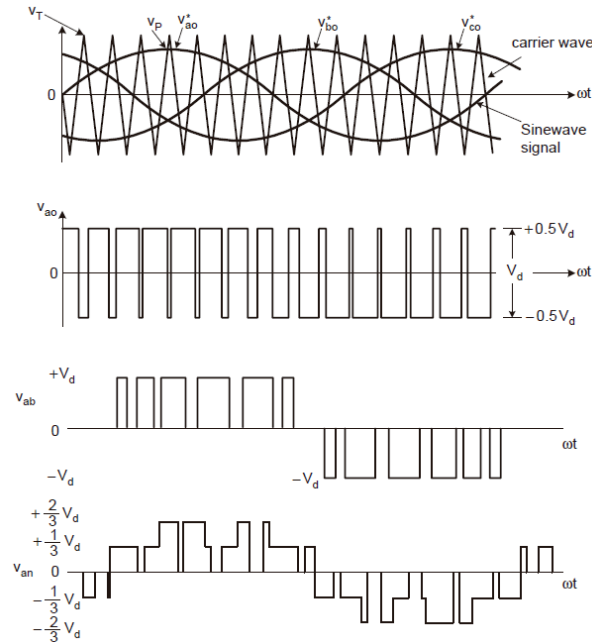 v_T v_P v*_ao v*_bo v*_co
carrier wave
0 ωt
Sinewave
signal
v_ao
+0.5V_d
0 V_d ωt
−0.5V_d
+V_d
v_ab
0 ωt
−V_d −V_d
+2/3 V_d
+1/3 V_d
v_an 0 ωt
−1/3 V_d
−2/3 V_d